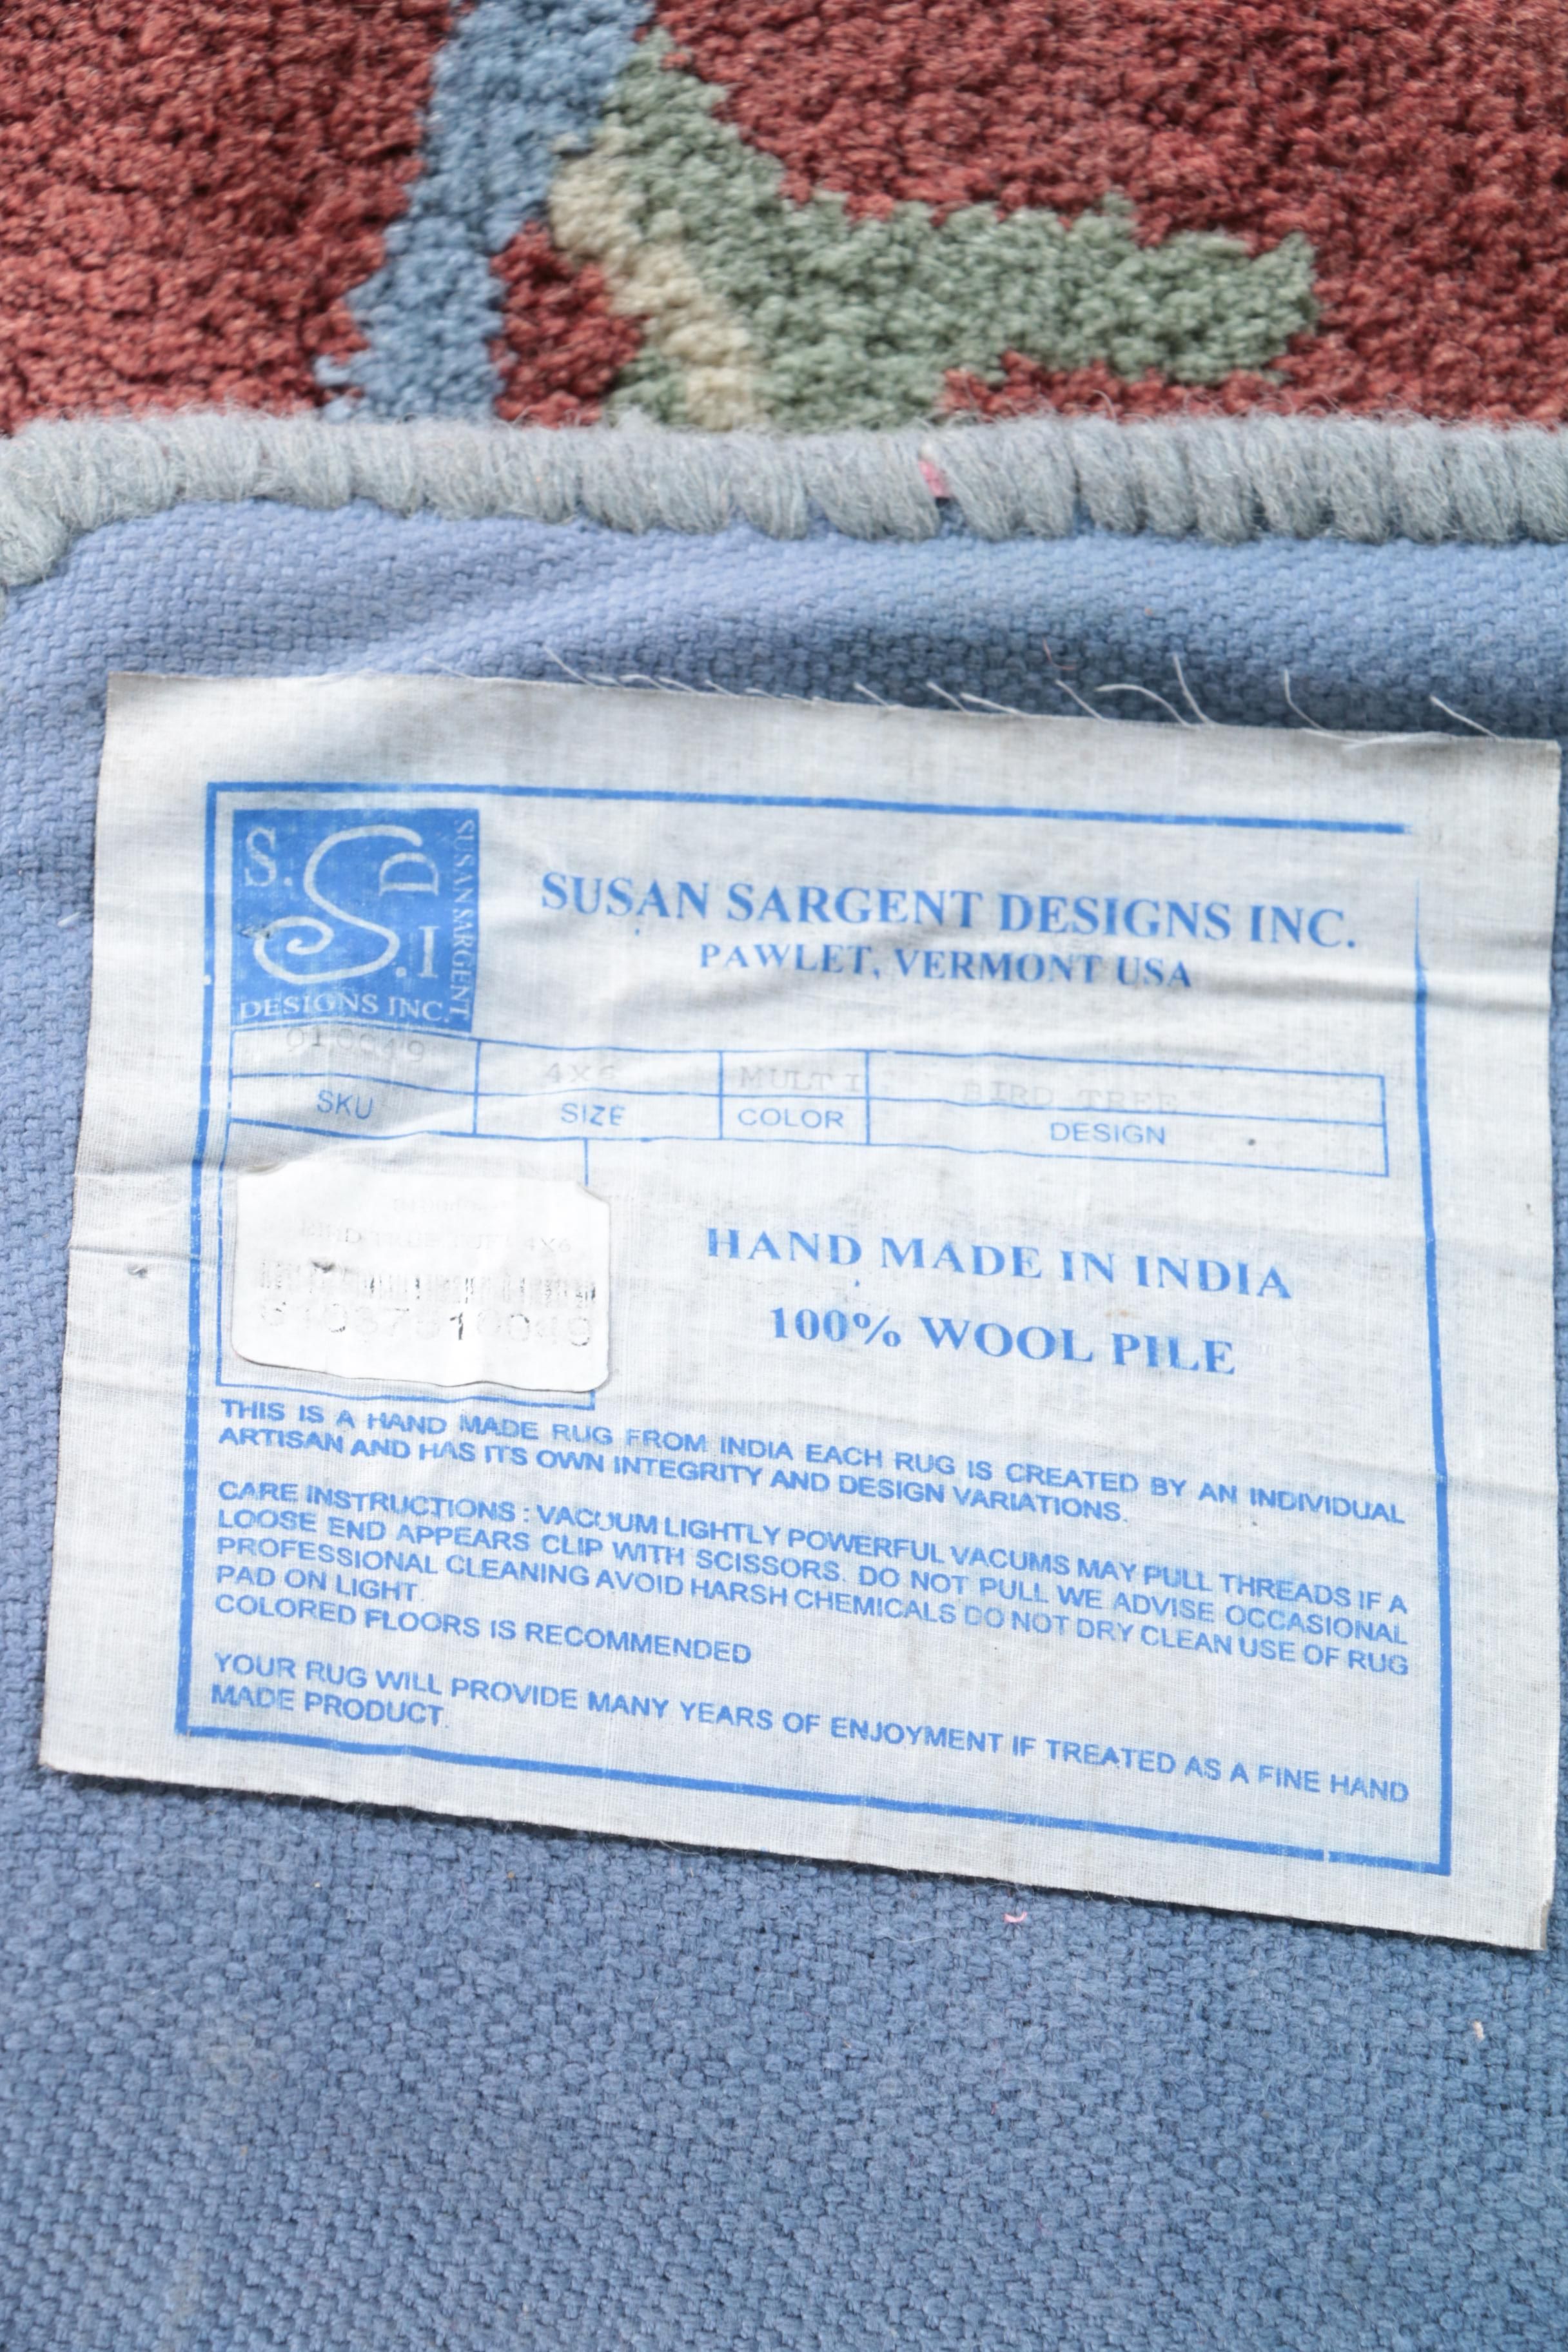 S. S D .I
SUSAN SARGENT
DESIGNS INC.
SUSAN SARGENT DESIGNS INC.
PAWLET, VERMONT USA
010049 4X6 MULTI BIRD TREE
SKU SIZE COLOR DESIGN
4X6
HAND MADE IN INDIA
100% WOOL PILE
THIS IS A HAND MADE RUG FROM INDIA EACH RUG IS CREATED BY AN INDIVIDUAL
ARTISAN AND HAS ITS OWN INTEGRITY AND DESIGN VARIATIONS.
CARE INSTRUCTIONS : VACUUM LIGHTLY POWERFUL VACUMS MAY PULL THREADS IF A
LOOSE END APPEARS CLIP WITH SCISSORS. DO NOT PULL WE ADVISE OCCASIONAL
PROFESSIONAL CLEANING AVOID HARSH CHEMICALS DO NOT DRY CLEAN USE OF RUG
PAD ON LIGHT.
COLORED FLOORS IS RECOMMENDED
YOUR RUG WILL PROVIDE MANY YEARS OF ENJOYMENT IF TREATED AS A FINE HAND
MADE PRODUCT.